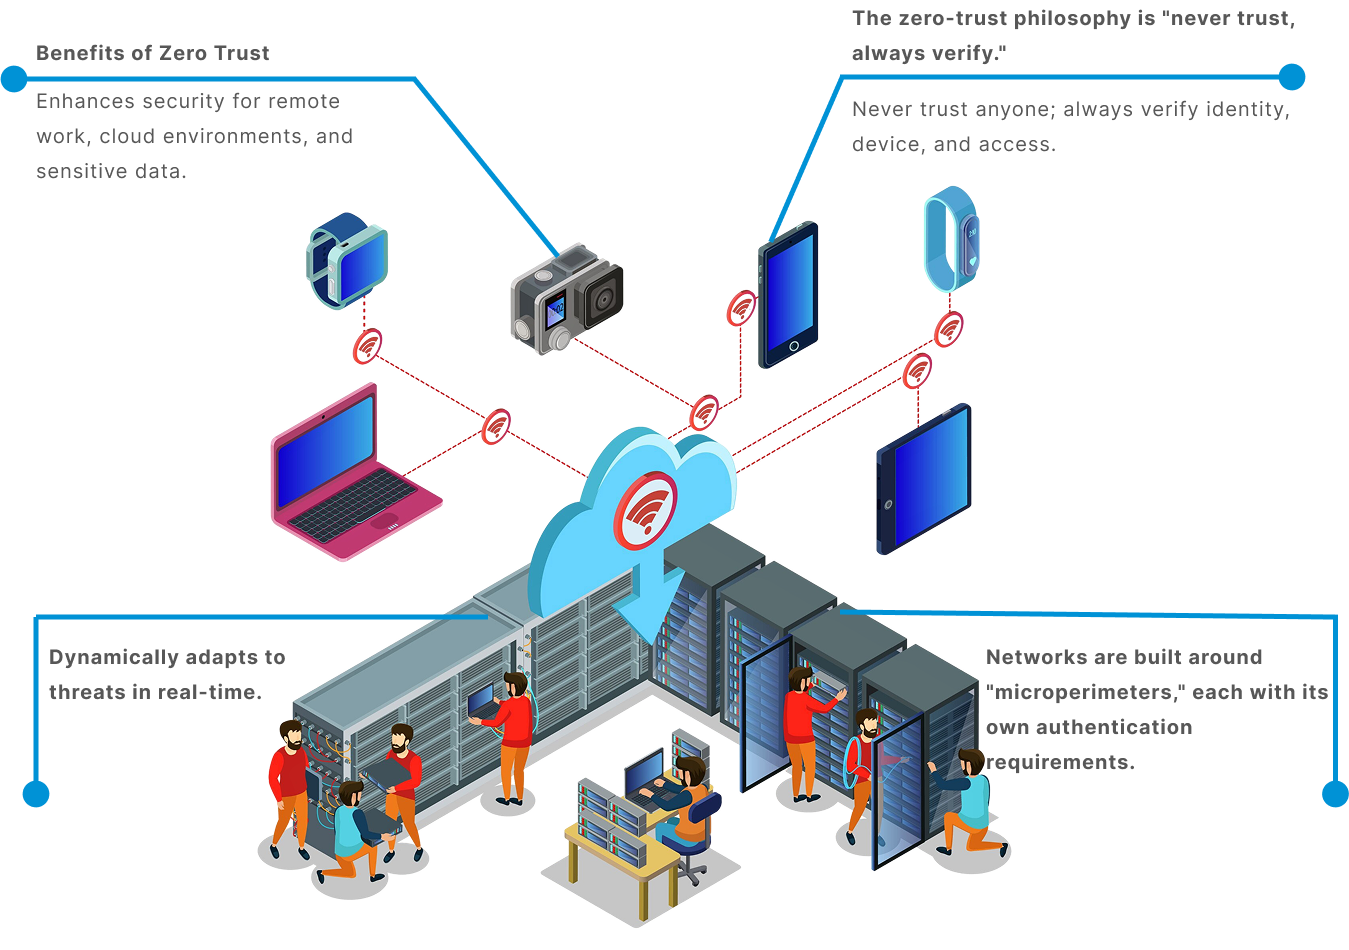 Benefits of Zero Trust
Enhances security for remote
work, cloud environments, and
sensitive data.
The zero-trust philosophy is "never trust,
always verify."
Never trust anyone; always verify identity,
device, and access.
Dynamically adapts to
threats in real-time.
Networks are built around
"microperimeters," each with its
own authentication
requirements.